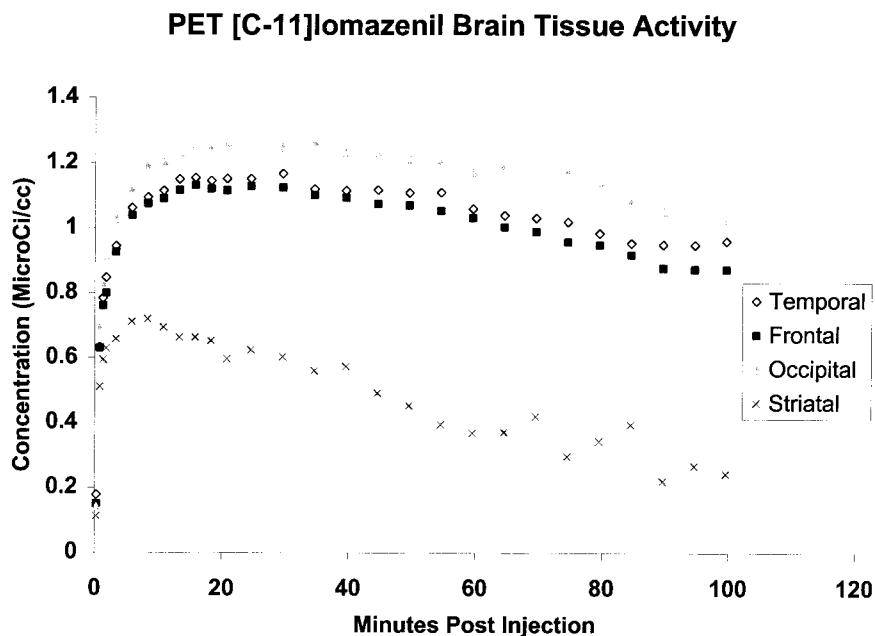 PET [C-11]Iomazenil Brain Tissue Activity
Concentration (MicroCi/cc)
1.4
1.2
1
0.8
0.6
0.4
0.2
0
0
20
40
60
80
100
120
Minutes Post Injection
Temporal
Frontal
Occipital
Striatal